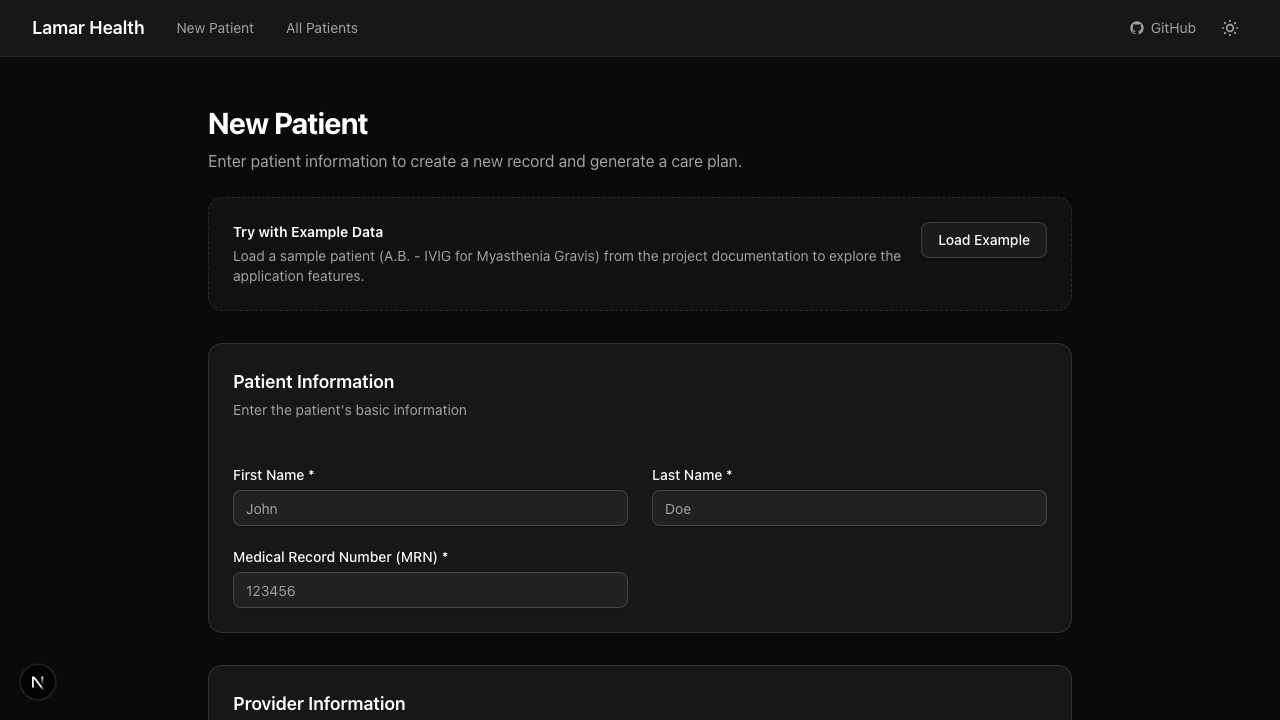 Lamar Health
New Patient
All Patients
GitHub
New Patient
Enter patient information to create a new record and generate a care plan.
Try with Example Data
Load a sample patient (A.B. - IVIG for Myasthenia Gravis) from the project documentation to explore the
application features.
Load Example
Patient Information
Enter the patient's basic information
First Name *
Last Name *
John
Doe
Medical Record Number (MRN) *
123456
N
Provider Information